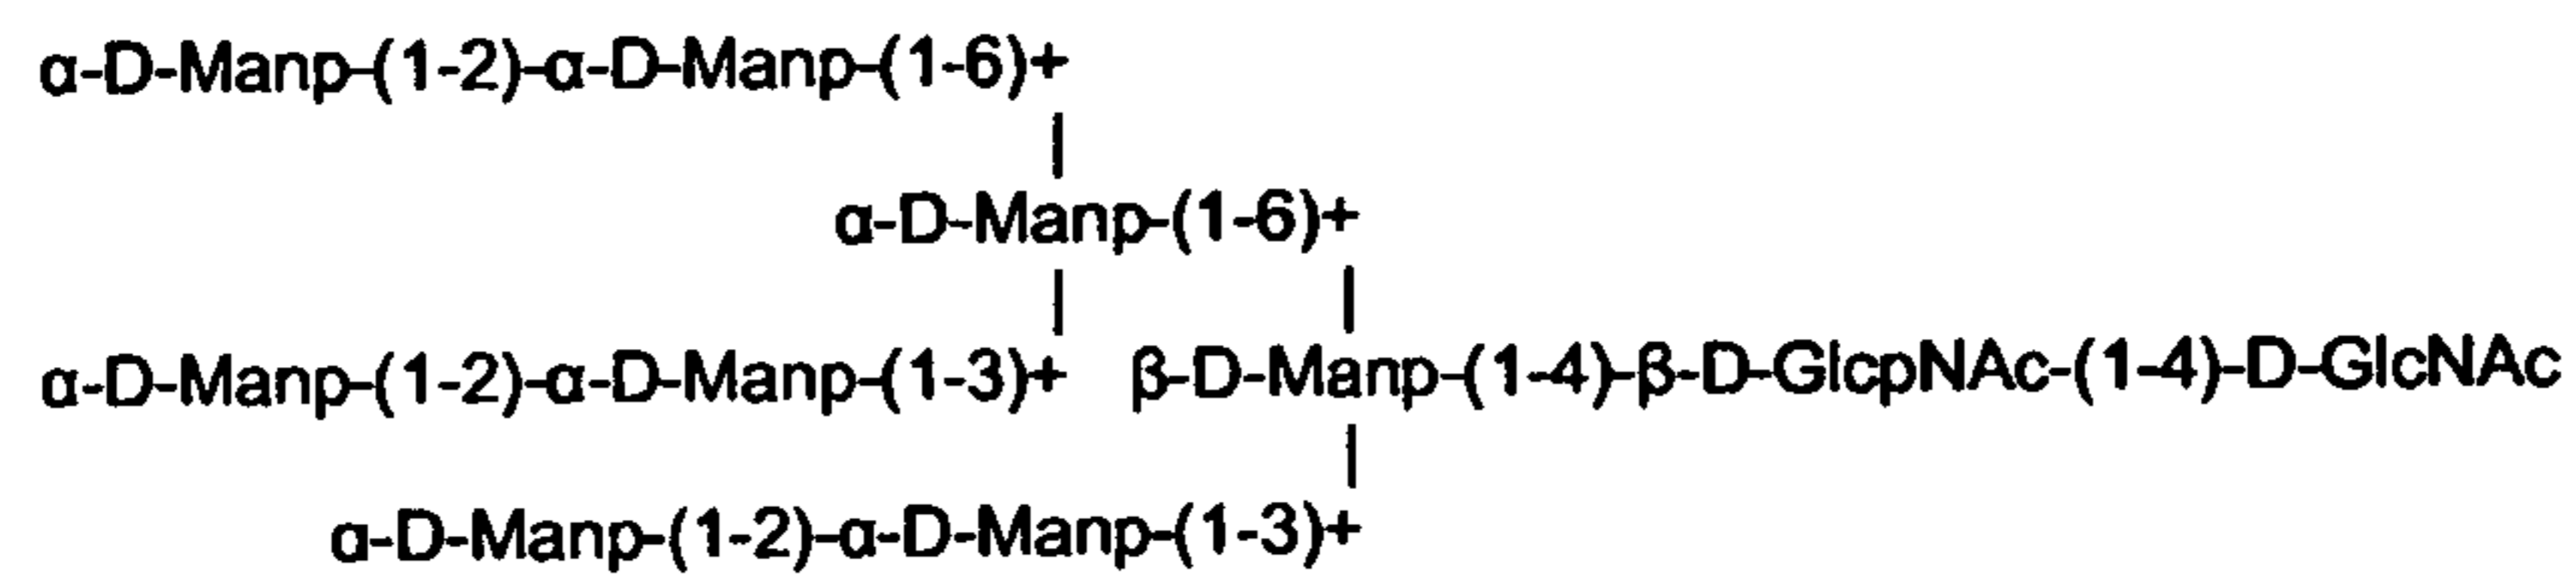 α-D-Manp-(1-2)-α-D-Manp-(1-6)+
|
α-D-Manp-(1-6)+
| |
α-D-Manp-(1-2)-α-D-Manp-(1-3)+ β-D-Manp-(1-4)-β-D-GlcpNAc-(1-4)-D-GlcNAc
|
α-D-Manp-(1-2)-α-D-Manp-(1-3)+